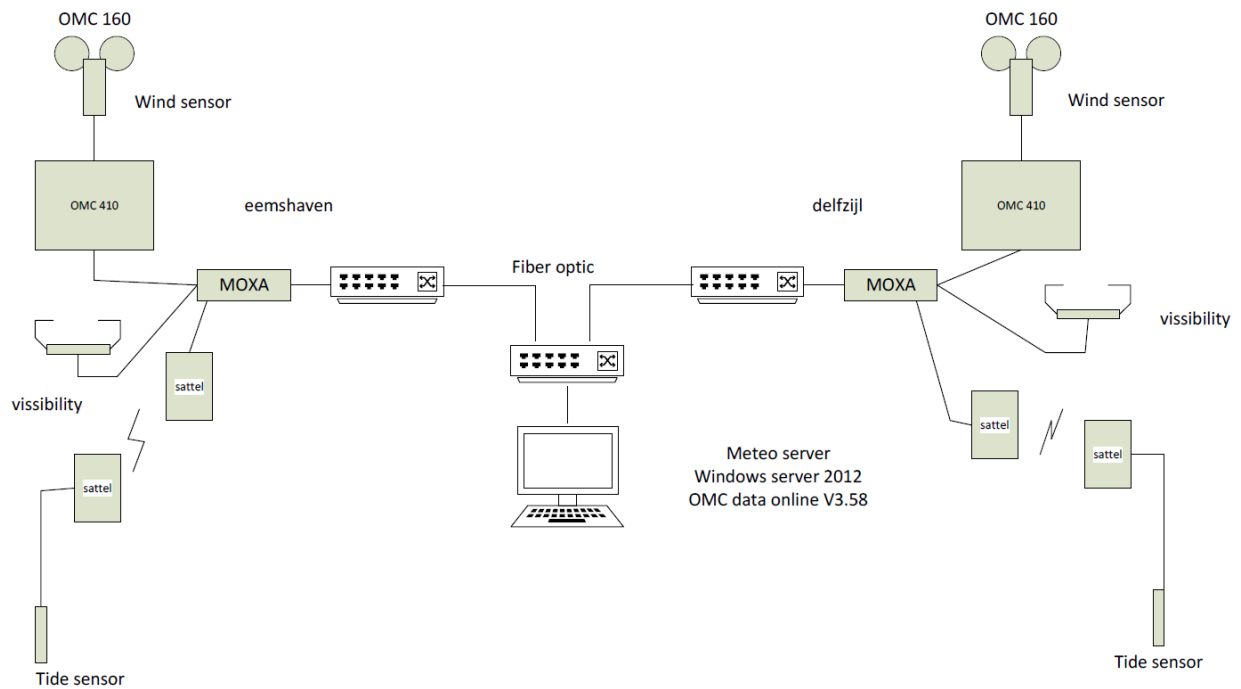 OMC 160
OMC 160
Wind sensor
Wind sensor
OMC 410
OMC 410
eemshaven
delfzijl
Fiber optic
MOXA
MOXA
vissibility
sattel
vissibility
sattel
sattel
sattel
Meteo server
Windows server 2012
OMC data online V3.58
Tide sensor
Tide sensor